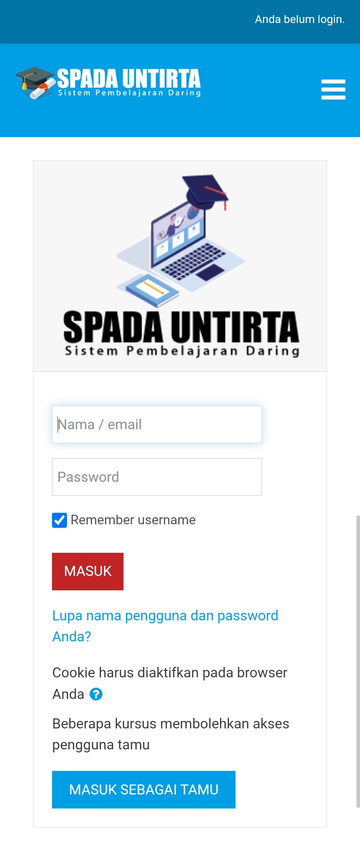 Anda belum login.
SPADA UNTIRTA
Sistem Pembelajaran Daring
SPADA UNTIRTA
Sistem Pembelajaran Daring
Nama / email
Password
Remember username
MASUK
Lupa nama pengguna dan password
Anda?
Cookie harus diaktifkan pada browser
Anda ?
Beberapa kursus membolehkan akses
pengguna tamu
MASUK SEBAGAI TAMU